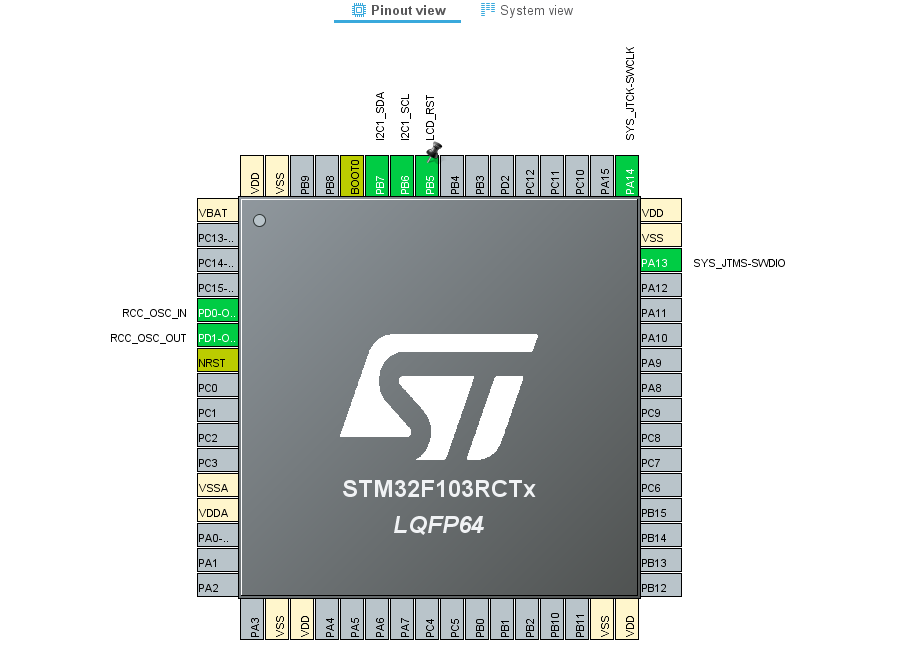 Pinout view
System view
I2C1_SDA
I2C1_SCL
LCD_RST
SYS_JTCK-SWCLK
VDD
VSS
PB9
PB8
BOOT0
PB7
PB6
PB5
PB4
PB3
PD2
PC12
PC11
PC10
PA15
PA14
VBAT
PC13-..
PC14-..
PC15-..
RCC_OSC_IN
PD0-O..
RCC_OSC_OUT
PD1-O..
NRST
PC0
PC1
PC2
PC3
VSSA
VDDA
PA0-..
PA1
PA2
VDD
VSS
PA13
SYS_JTMS-SWDIO
PA12
PA11
PA10
PA9
PA8
PC9
PC8
PC7
PC6
PB15
PB14
PB13
PB12
ST
STM32F103RCTx
LQFP64
PA3
VSS
VDD
PA4
PA5
PA6
PA7
PC4
PC5
PB0
PB1
PB2
PB10
PB11
VSS
VDD